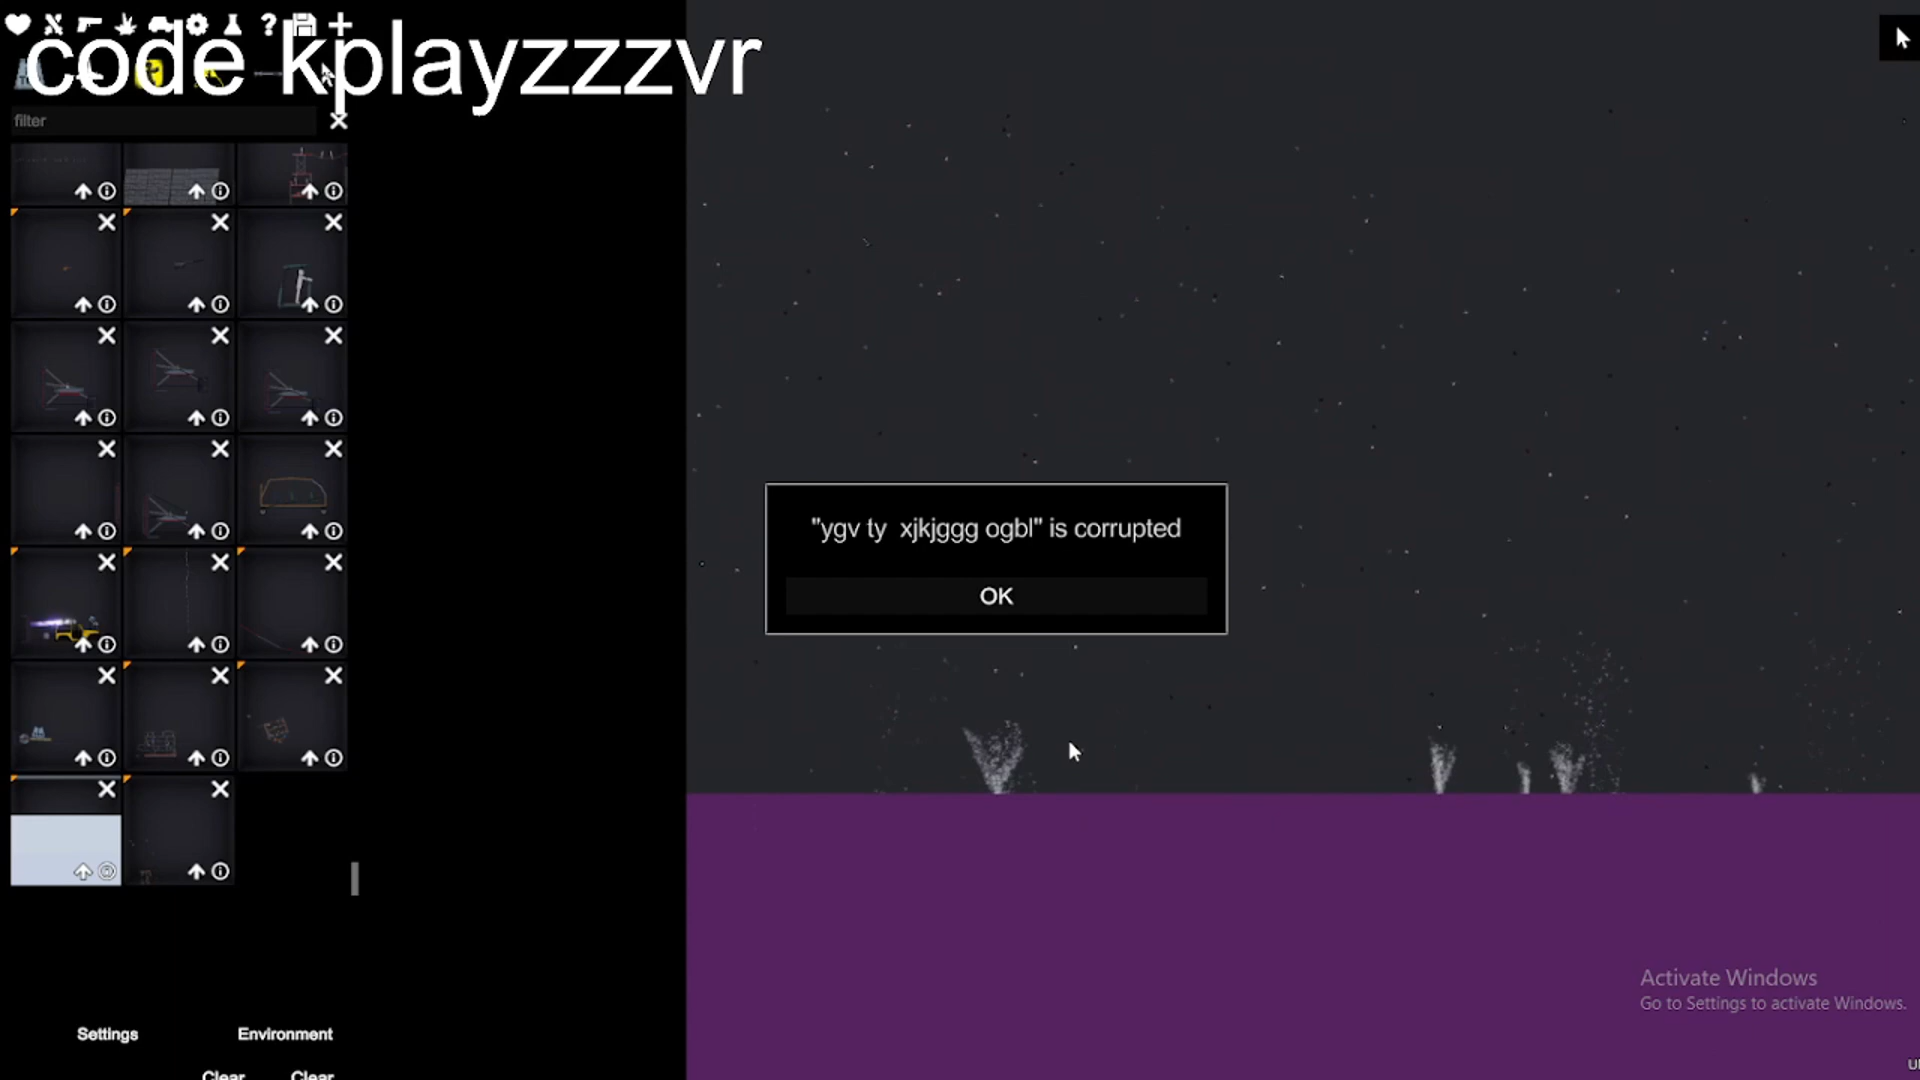 code kplayzzzvr
filter
"ygv ty  xjkjggg ogbl" is corrupted
OK
Activate Windows
Go to Settings to activate Windows.
Settings
Environment
Clear
Clear